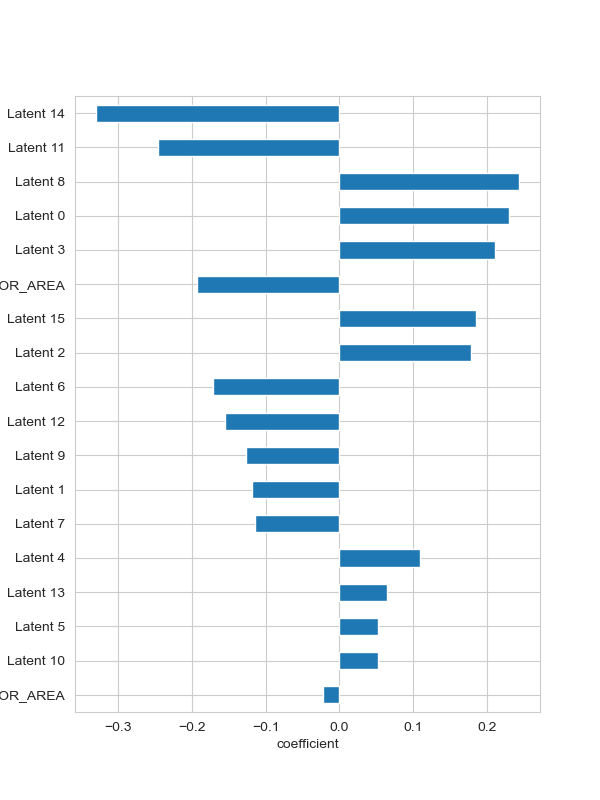 Latent 14
Latent 11
Latent 8
Latent 0
Latent 3
OR_AREA
Latent 15
Latent 2
Latent 6
Latent 12
Latent 9
Latent 1
Latent 7
Latent 4
Latent 13
Latent 5
Latent 10
OR_AREA
−0.3 −0.2 −0.1 0.0 0.1 0.2
coefficient